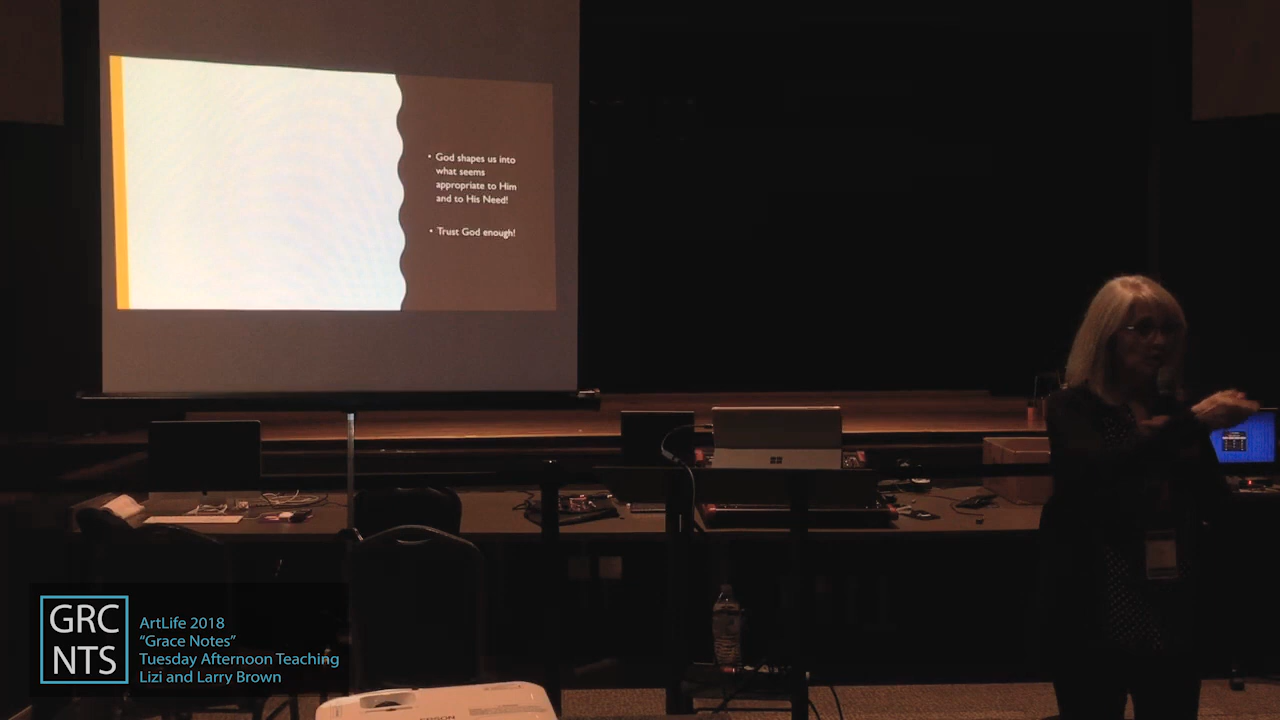 • God shapes us into
what seems
appropriate to Him
and to His Need!
• Trust God enough!
GRC
NTS
ArtLife 2018
“Grace Notes”
Tuesday Afternoon Teaching
Lizi and Larry Brown
EPSON